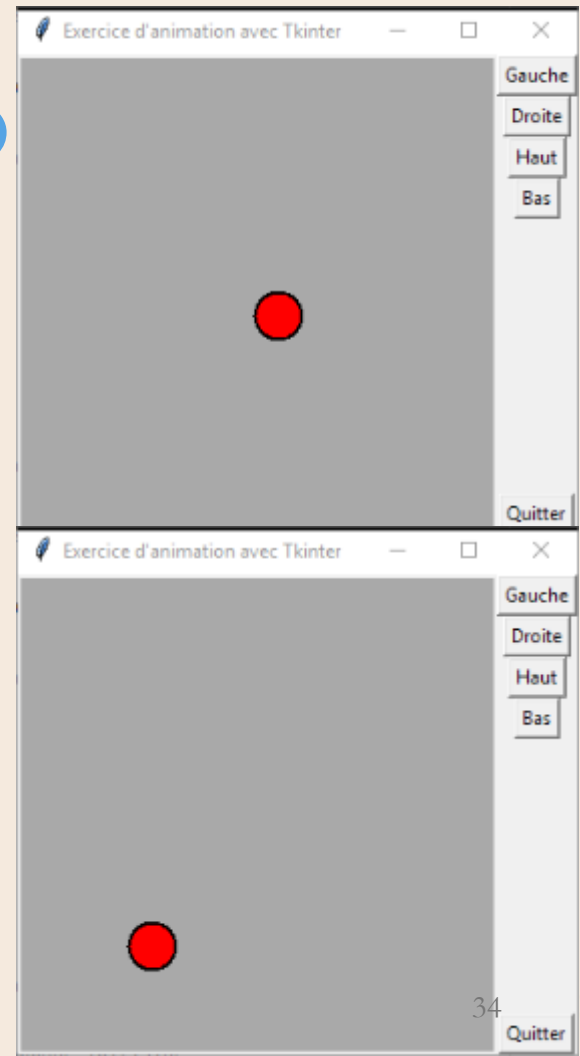 Exercice d'animation avec Tkinter
Gauche
Droite
Haut
Bas
Quitter
Exercice d'animation avec Tkinter
Gauche
Droite
Haut
Bas
34
Quitter